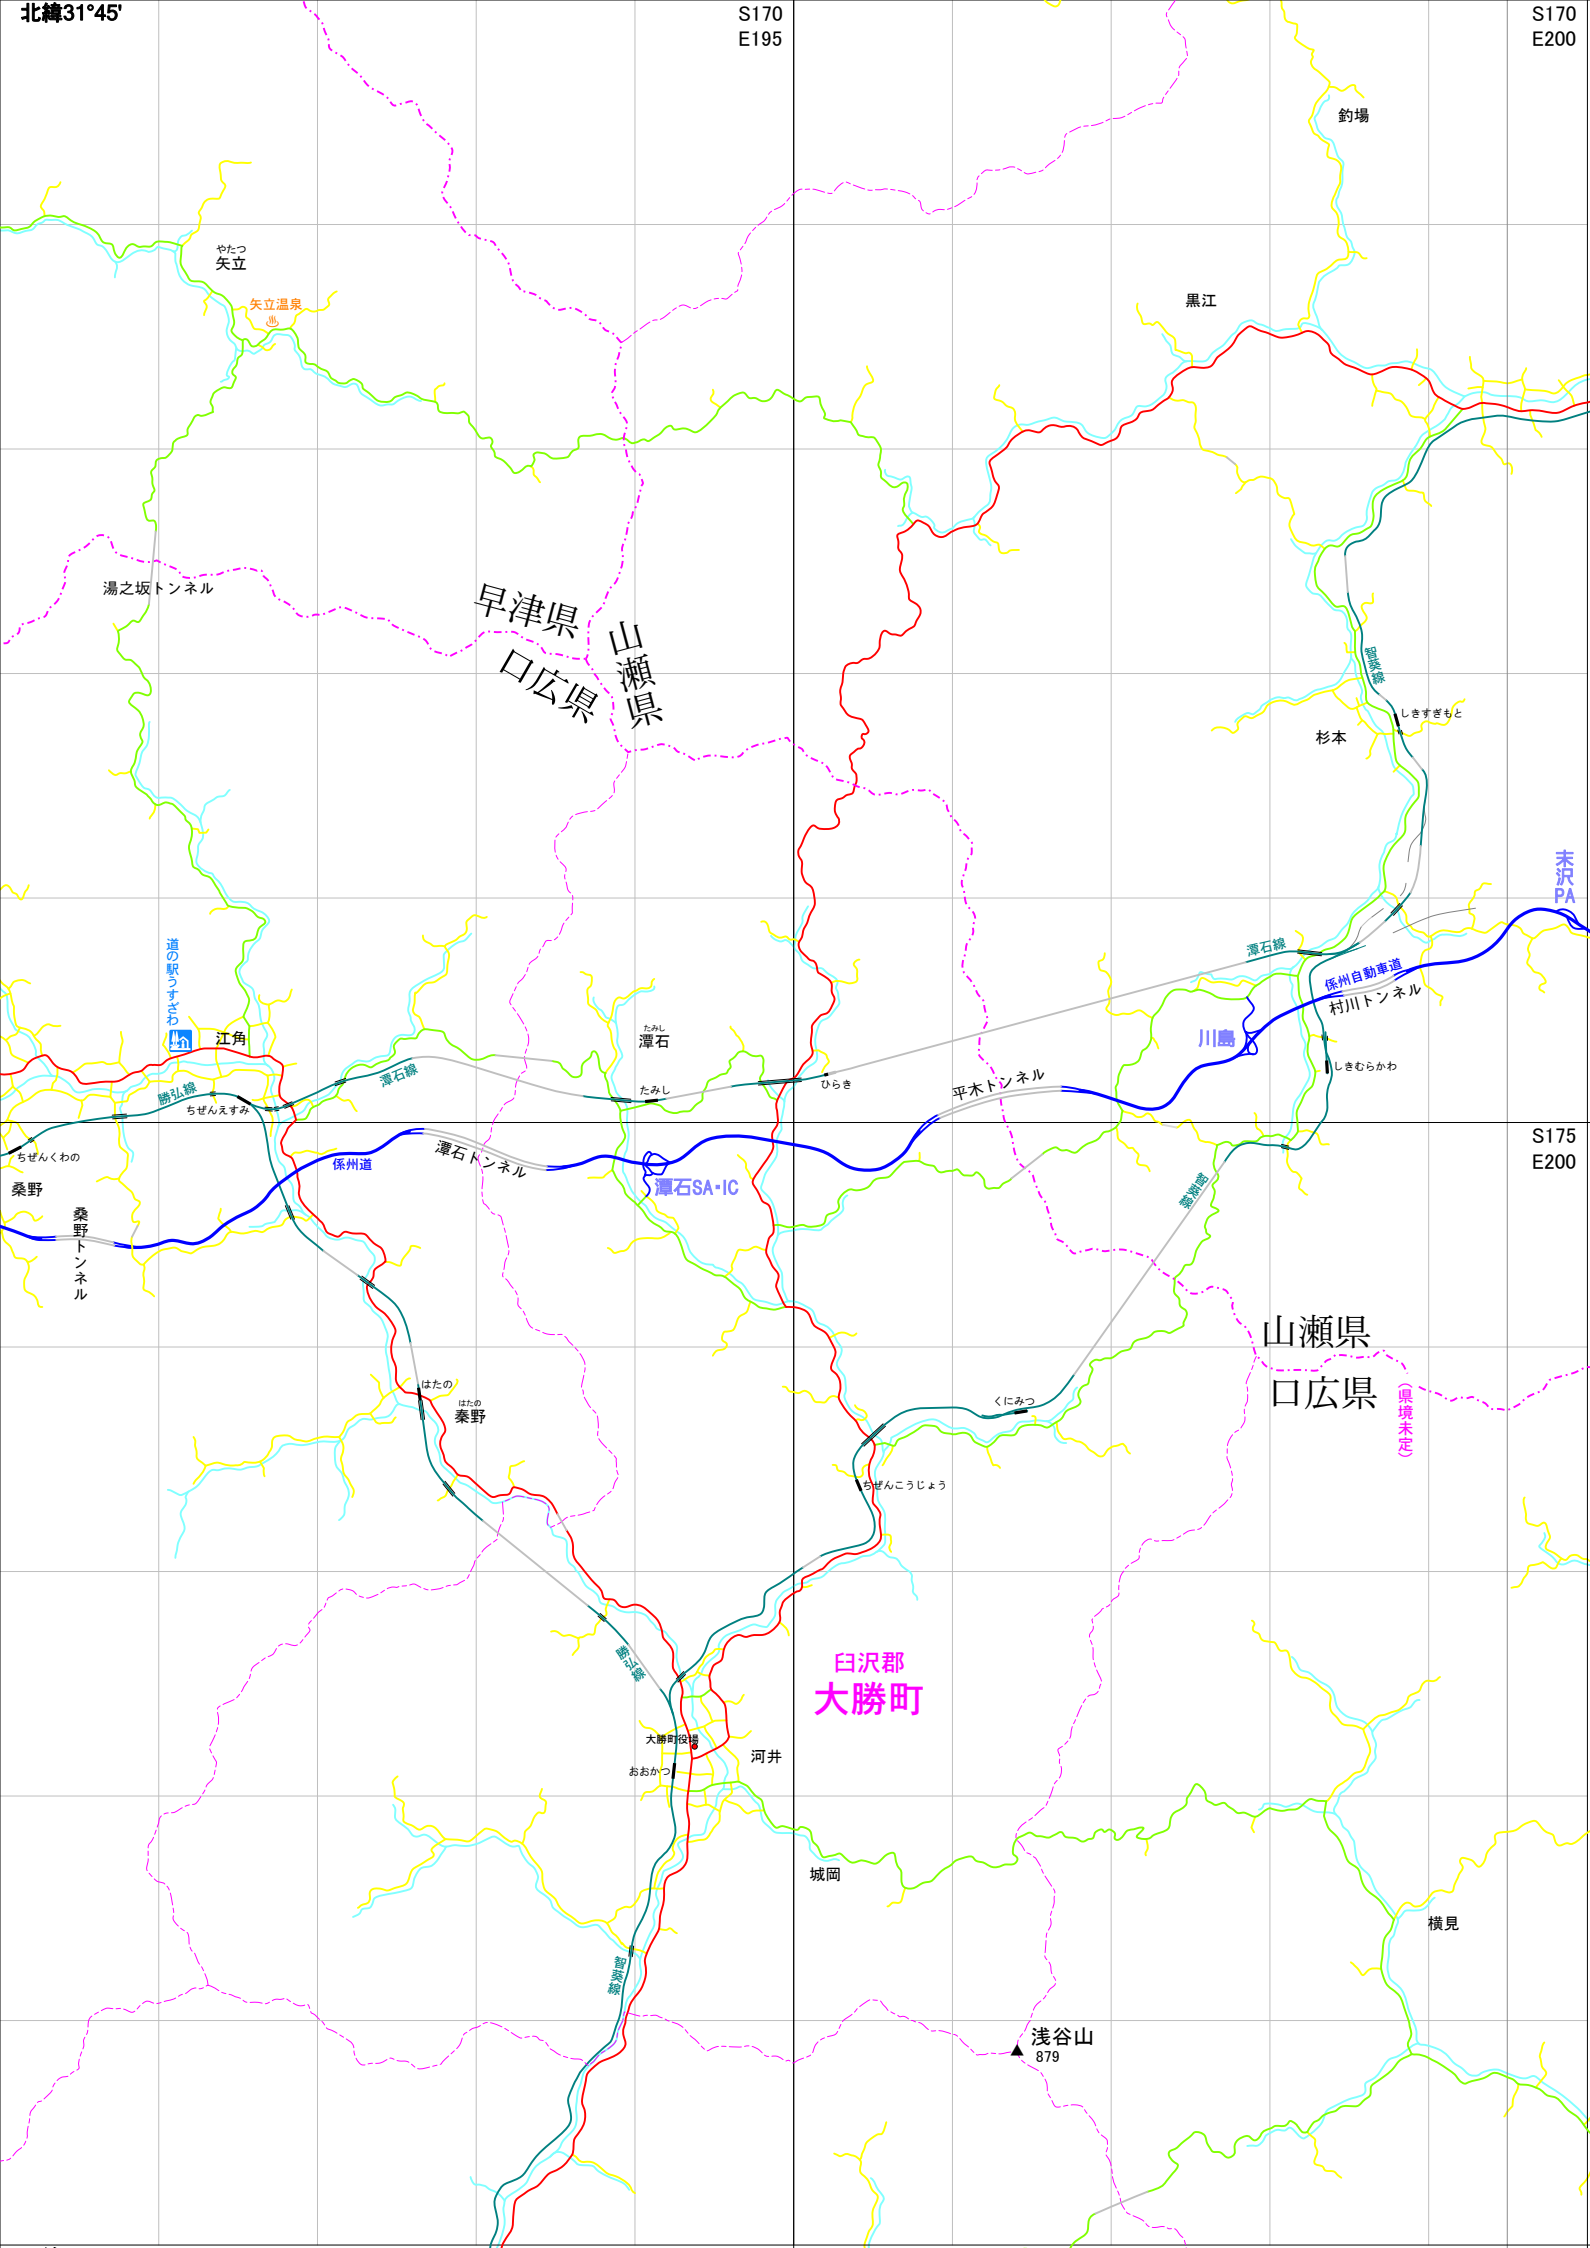 北緯31°45'
S170
E195
S170
E200
釣場
やたつ
矢立
矢立温泉
黒江
湯之坂トンネル
早津県
山瀬県
口広県
智葵線
しきすぎもと
杉本
末沢PA
道の駅うすざわ
江角
潭石線
係州自動車道
村川トンネル
川島
たみし
潭石
潭石線
たみし
ひらき
平木トンネル
しきむらかわ
勝弘線
ちぜんえすみ
ちぜんくわの
桑野
係州道
潭石トンネル
潭石SA・IC
S175
E200
智葵線
桑野トンネル
山瀬県
口広県
(県境未定)
はたの
はたの
秦野
くにみつ
ちぜんこうじょう
勝弘線
臼沢郡
大勝町
大勝町役場
河井
おおかつ
城岡
横見
智葵線
浅谷山
879